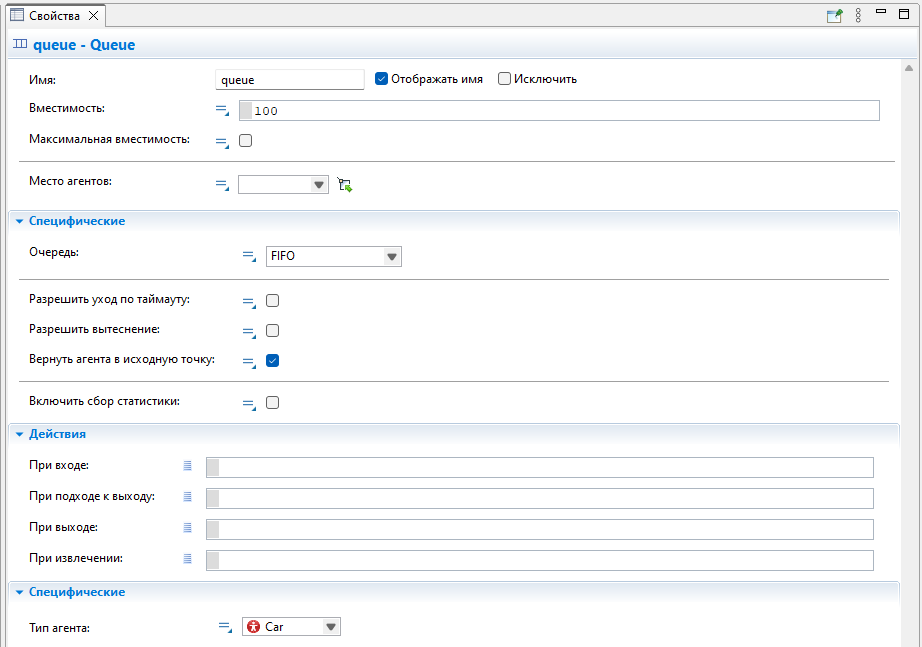 Свойства
queue - Queue
Имя: queue Отображать имя Исключить
Вместимость: 100
Максимальная вместимость:
Место агентов:
Специфические
Очередь: FIFO
Разрешить уход по таймауту:
Разрешить вытеснение:
Вернуть агента в исходную точку:
Включить сбор статистики:
Действия
При входе:
При подходе к выходу:
При выходе:
При извлечении:
Специфические
Тип агента: Car